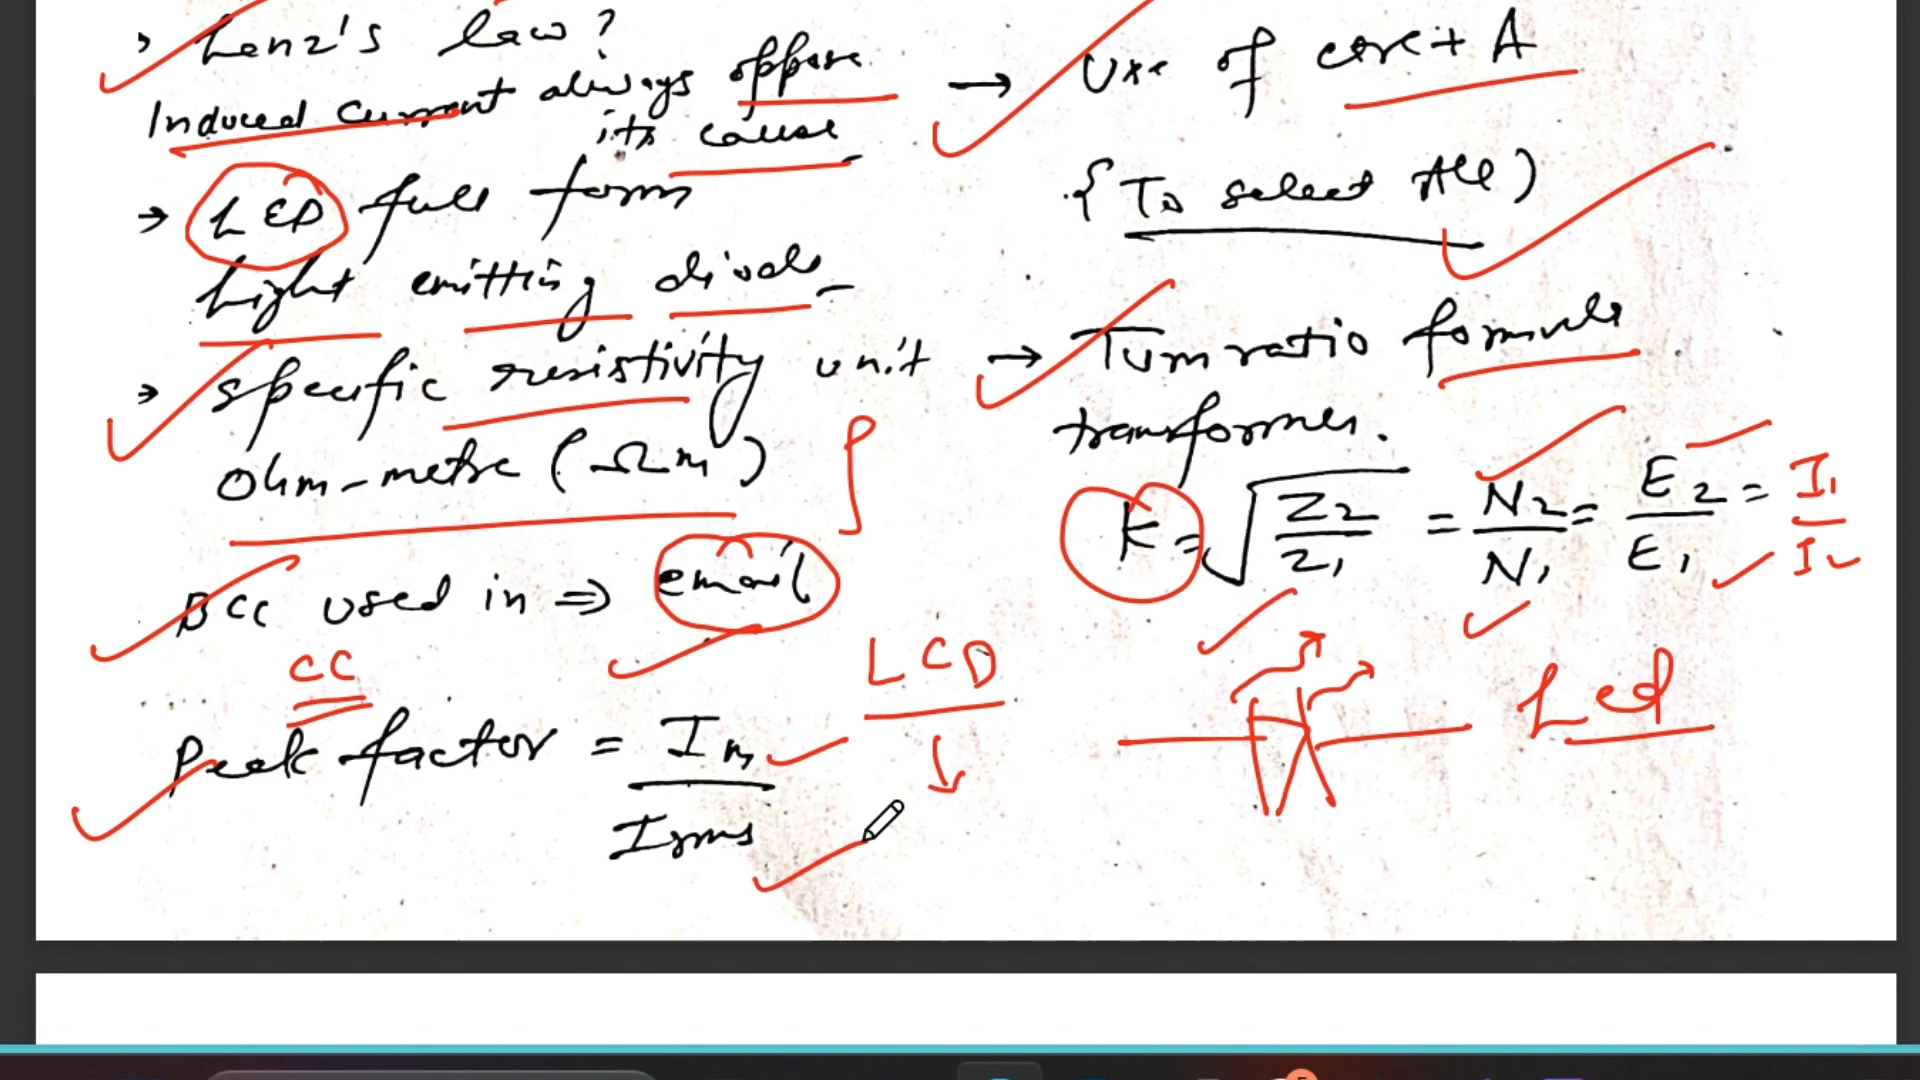 > Lenz's law?
Induced current always oppose
its cause
→ LED full form
Light emitting diode
→ specific resistivity unit
ohm-metre (Ωm) ρ
BCC used in ⇒ email
CC
Peak factor = Im
Irms
LCD
→ Use of
A
{To select All)
→ Turn ratio formula
transformer.
K = √Z2/Z1 = N2/N1 = E2/E1 = I1/I2
Led